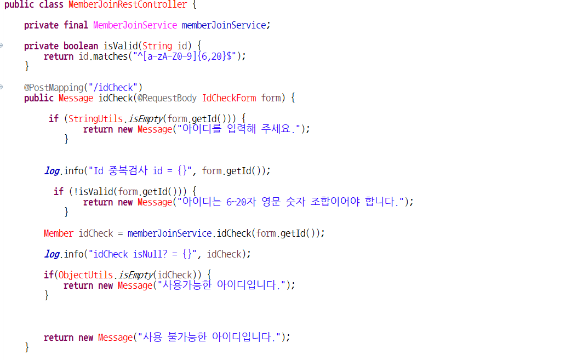 public class MemberJoinRestController {
private final MemberJoinService memberJoinService;
private boolean isValid(String id) {
return id.matches("^[a-zA-Z0-9]{6,20}$");
}
@PostMapping("/idCheck")
public Message idCheck(@RequestBody IdCheckForm form) {
if (StringUtils.isEmpty(form.getId())) {
return new Message("아이디를 입력해 주세요.");
}
log.info("Id 중복검사 id = {}", form.getId());
if (!isValid(form.getId())) {
return new Message("아이디는 6~20자 영문 숫자 조합이어야 합니다.");
}
Member idCheck = memberJoinService.idCheck(form.getId());
log.info("idCheck isNull? = {}", idCheck);
if(ObjectUtils.isEmpty(idCheck)) {
return new Message("사용가능한 아이디입니다.");
}
return new Message("사용 불가능한 아이디입니다.");
}